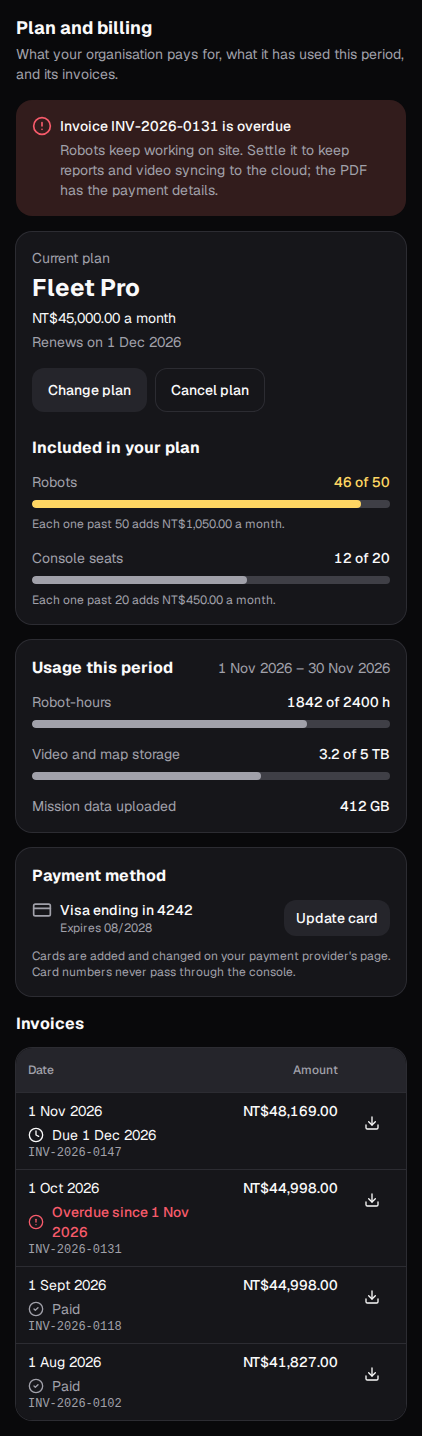 Plan and billing
What your organisation pays for, what it has used this period,
and its invoices.
Invoice INV-2026-0131 is overdue
Robots keep working on site. Settle it to keep
reports and video syncing to the cloud; the PDF
has the payment details.
Current plan
Fleet Pro
NT$45,000.00 a month
Renews on 1 Dec 2026
Change plan
Cancel plan
Included in your plan
Robots
46 of 50
Each one past 50 adds NT$1,050.00 a month.
Console seats
12 of 20
Each one past 20 adds NT$450.00 a month.
Usage this period
1 Nov 2026 – 30 Nov 2026
Robot-hours
1842 of 2400 h
Video and map storage
3.2 of 5 TB
Mission data uploaded
412 GB
Payment method
Visa ending in 4242
Expires 08/2028
Update card
Cards are added and changed on your payment provider's page.
Card numbers never pass through the console.
Invoices
Date
Amount
1 Nov 2026
NT$48,169.00
Due 1 Dec 2026
INV-2026-0147
1 Oct 2026
NT$44,998.00
Overdue since 1 Nov
2026
INV-2026-0131
1 Sept 2026
NT$44,998.00
Paid
INV-2026-0118
1 Aug 2026
NT$41,827.00
Paid
INV-2026-0102